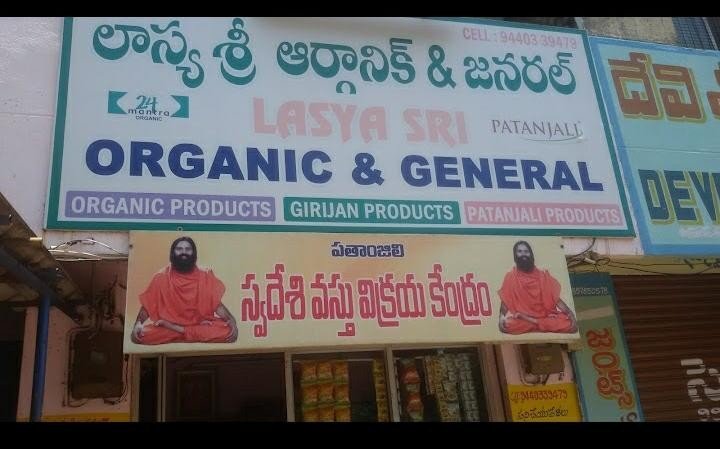 CELL : 94403 39479
లాస్య శ్రీ ఆర్గానిక్ & జనరల్
24 mantra ORGANIC
LASYA SRI
PATANJALI
ORGANIC & GENERAL
ORGANIC PRODUCTS GIRIJAN PRODUCTS PATANJALI PRODUCTS
పతాంజిలి
స్వదేశి వస్తు విక్రయ కేంద్రం
దేవి
DEV
9440339479